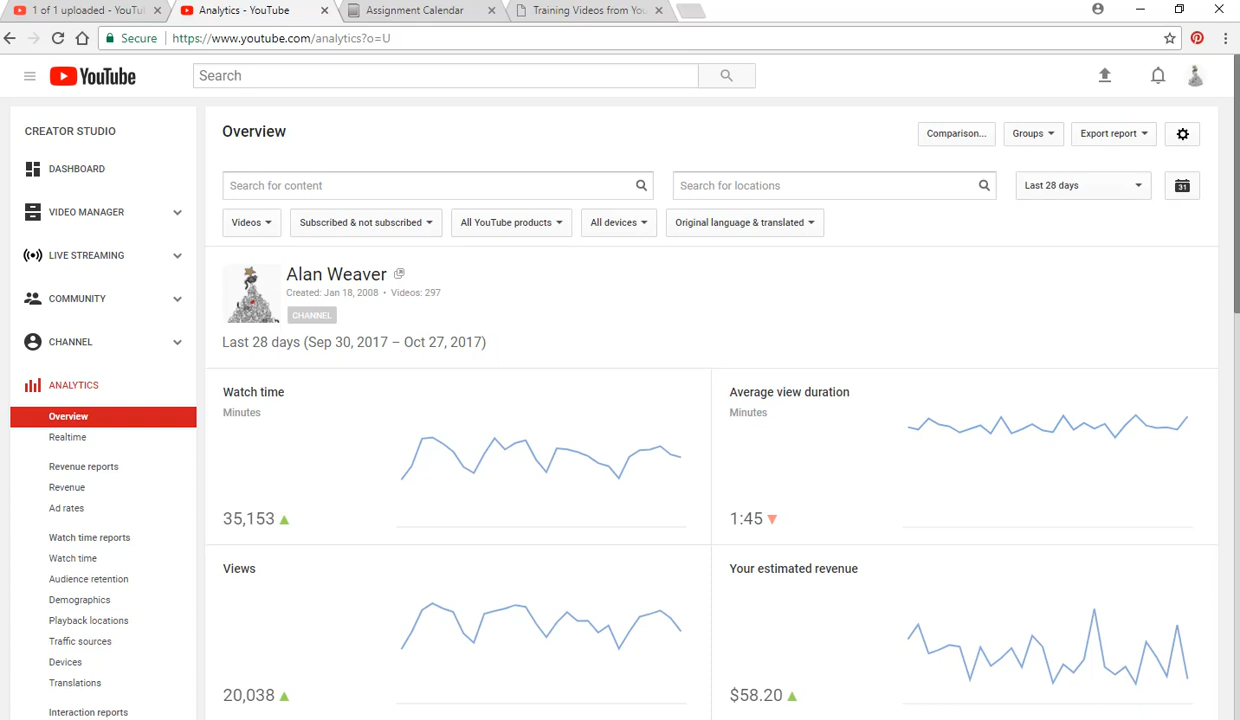 1 of 1 uploaded - YouTu
Analytics - YouTube
Assignment Calendar
Training Videos from You
Secure
https://www.youtube.com/analytics?o=U
YouTube
Search
CREATOR STUDIO
DASHBOARD
VIDEO MANAGER
LIVE STREAMING
COMMUNITY
CHANNEL
ANALYTICS
Overview
Realtime
Revenue reports
Revenue
Ad rates
Watch time reports
Watch time
Audience retention
Demographics
Playback locations
Traffic sources
Devices
Translations
Interaction reports
Overview
Comparison...
Groups
Export report
Search for content
Search for locations
Last 28 days
31
Videos
Subscribed & not subscribed
All YouTube products
All devices
Original language & translated
Alan Weaver
Created: Jan 18, 2008 • Videos: 297
CHANNEL
Last 28 days (Sep 30, 2017 – Oct 27, 2017)
Watch time
Minutes
35,153
Average view duration
Minutes
1:45
Views
20,038
Your estimated revenue
$58.20